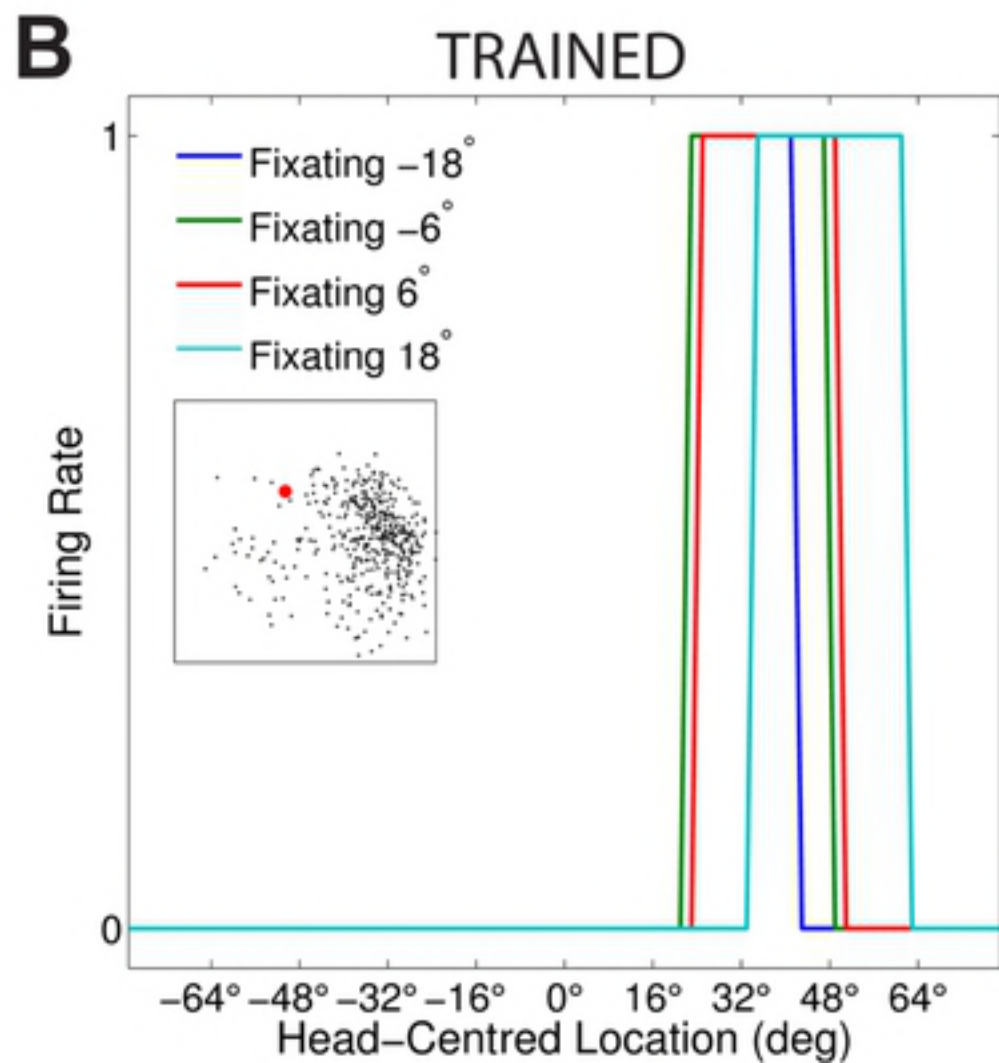 B
TRAINED
1
Fixating −18°
Fixating −6°
Fixating 6°
Fixating 18°
Firing Rate
0
−64° −48° −32° −16° 0° 16° 32° 48° 64°
Head−Centred Location (deg)